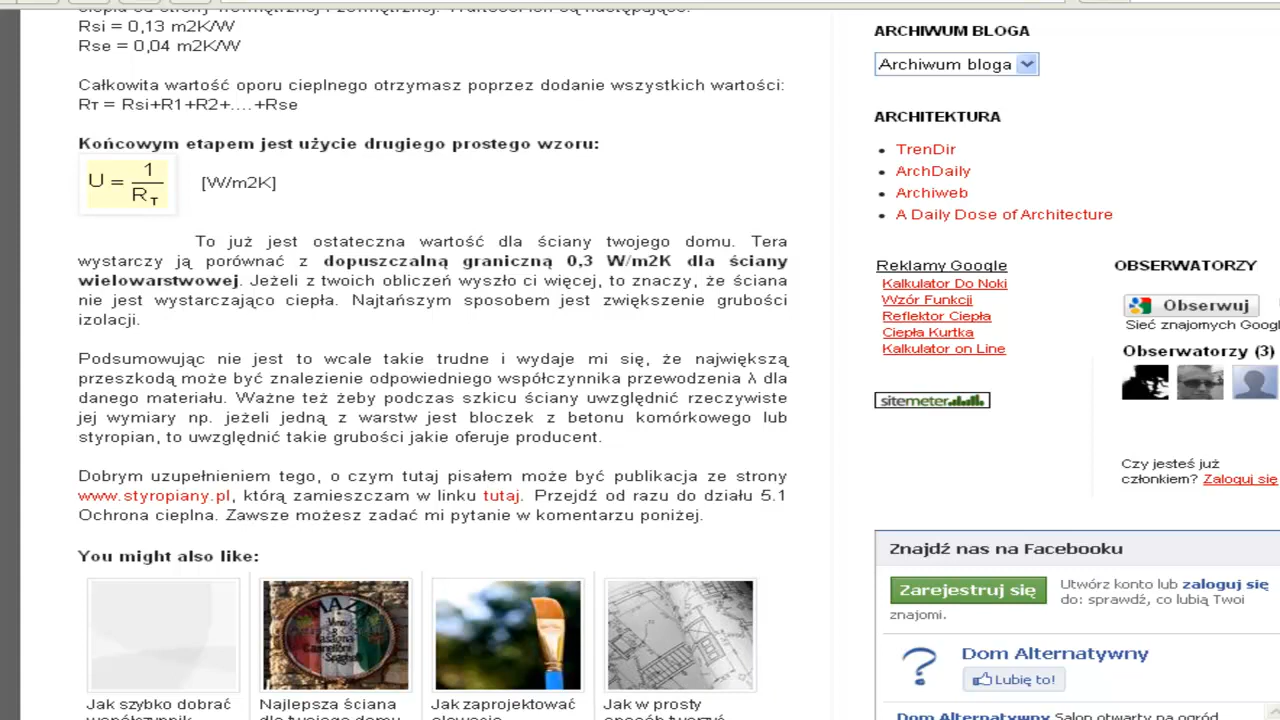 Rsi = 0,13 m2K/W
Rse = 0,04 m2K/W
Całkowita wartość oporu cieplnego otrzymasz poprzez dodanie wszystkich wartości:
Rт = Rsi+R1+R2+....+Rse
Końcowym etapem jest użycie drugiego prostego wzoru:
U = 1 / RT [W/m2K]
To już jest ostateczna wartość dla ściany twojego domu. Tera
wystarczy ją porównać z dopuszczalną graniczną 0,3 W/m2K dla ściany
wielowarstwowej. Jeżeli z twoich obliczeń wyszło ci więcej, to znaczy, że ściana
nie jest wystarczająco ciepła. Najtańszym sposobem jest zwiększenie grubości
izolacji.
Podsumowując nie jest to wcale takie trudne i wydaje mi się, że największą
przeszkodą może być znalezienie odpowiedniego współczynnika przewodzenia λ dla
danego materiału. Ważne też żeby podczas szkicu ściany uwzględnić rzeczywiste
jej wymiary np. jeżeli jedną z warstw jest bloczek z betonu komórkowego lub
styropian, to uwzględnić takie grubości jakie oferuje producent.
Dobrym uzupełnieniem tego, o czym tutaj pisałem może być publikacja ze strony
www.styropiany.pl, którą zamieszczam w linku tutaj. Przejdź od razu do działu 5.1
Ochrona cieplna. Zawsze możesz zadać mi pytanie w komentarzu poniżej.
You might also like:
Jak szybko dobrać
Najlepsza ściana
Jak zaprojektować
Jak w prosty
ARCHIWUM BLOGA
Archiwum bloga
ARCHITEKTURA
TrenDir
ArchDaily
Archiweb
A Daily Dose of Architecture
Reklamy Google
Kalkulator Do Noki
Wzór Funkcji
Reflektor Ciepła
Ciepła Kurtka
Kalkulator on Line
sitemeter
OBSERWATORZY
Obserwuj
Sieć znajomych Googl
Obserwatorzy (3)
Czy jesteś już
członkiem? Zaloguj się
Znajdź nas na Facebooku
Zarejestruj się
Utwórz konto lub zaloguj się
do: sprawdź, co lubią Twoi
znajomi.
Dom Alternatywny
Lubię to!
Dom Alternatywny Salon otwarty na ogród